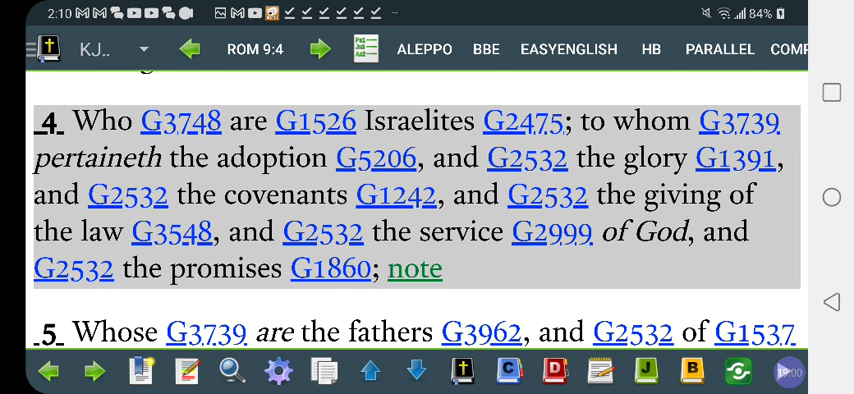 2:10 84%
KJ.. ROM 9:4 ALEPPO BBE EASYENGLISH HB PARALLEL COMP
4 Who G3748 are G1526 Israelites G2475; to whom G3739
pertaineth the adoption G5206, and G2532 the glory G1391,
and G2532 the covenants G1242, and G2532 the giving of
the law G3548, and G2532 the service G2999 of God, and
G2532 the promises G1860; note
5 Whose G3739 are the fathers G3962, and G2532 of G1537
C D J B